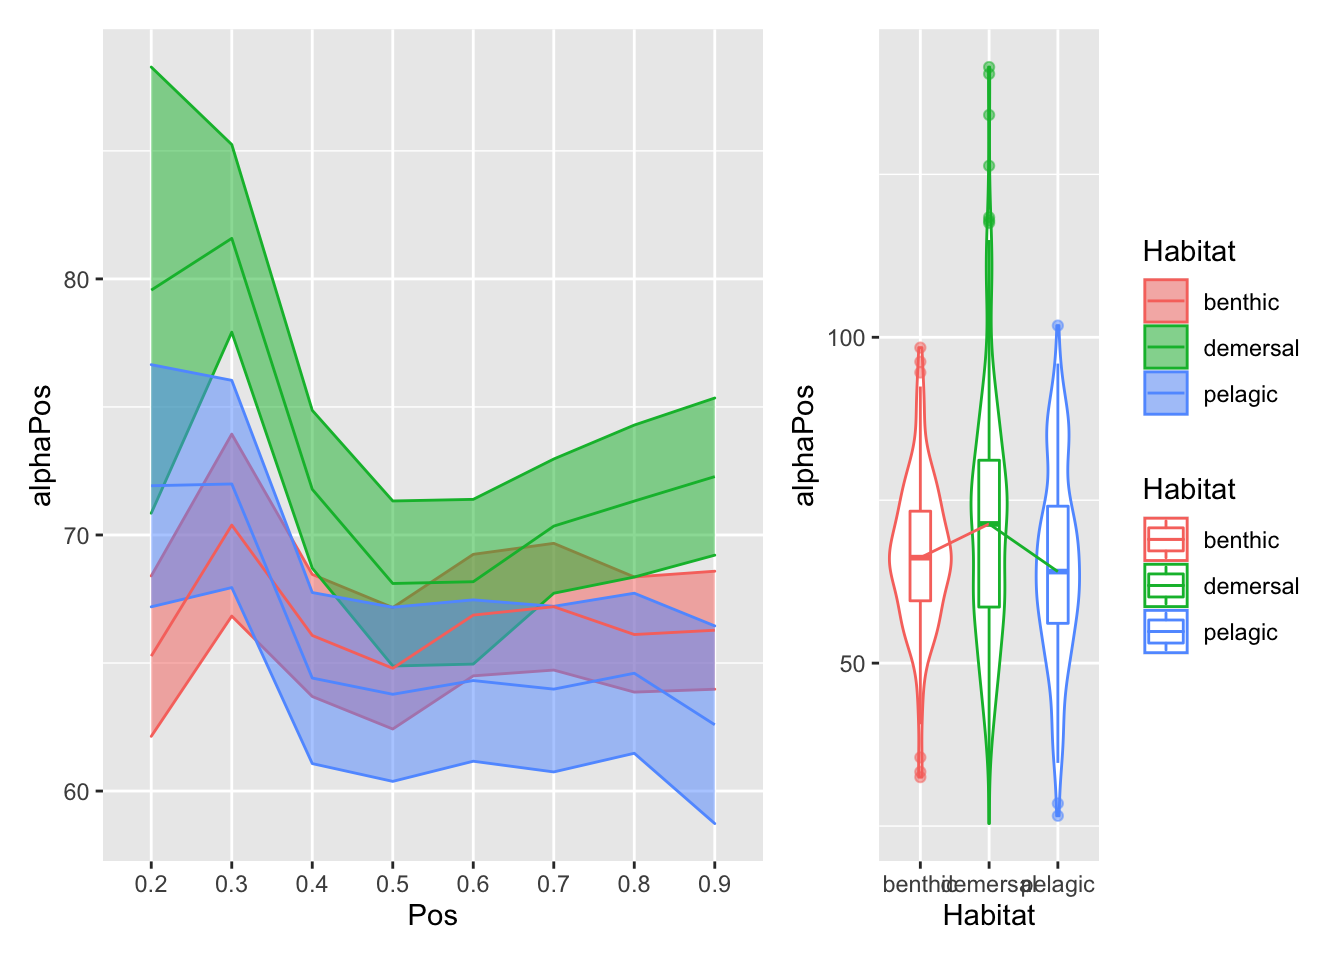 alphaPos
80
70
60
0.2 0.3 0.4 0.5 0.6 0.7 0.8 0.9
Pos
alphaPos
100
50
benthic demersal pelagic
Habitat
Habitat
benthic
demersal
pelagic
Habitat
benthic
demersal
pelagic